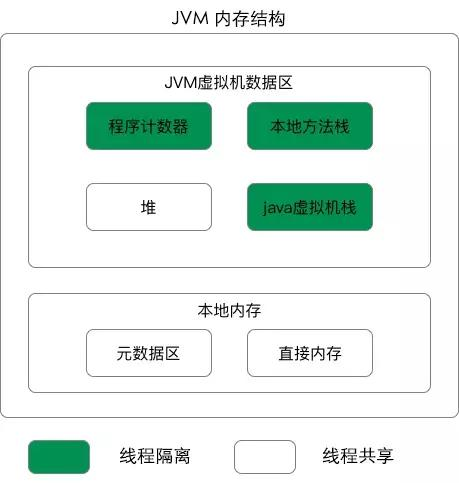 JVM 内存结构
JVM虚拟机数据区
程序计数器
本地方法栈
堆
java虚拟机栈
本地内存
元数据区
直接内存
线程隔离
线程共享